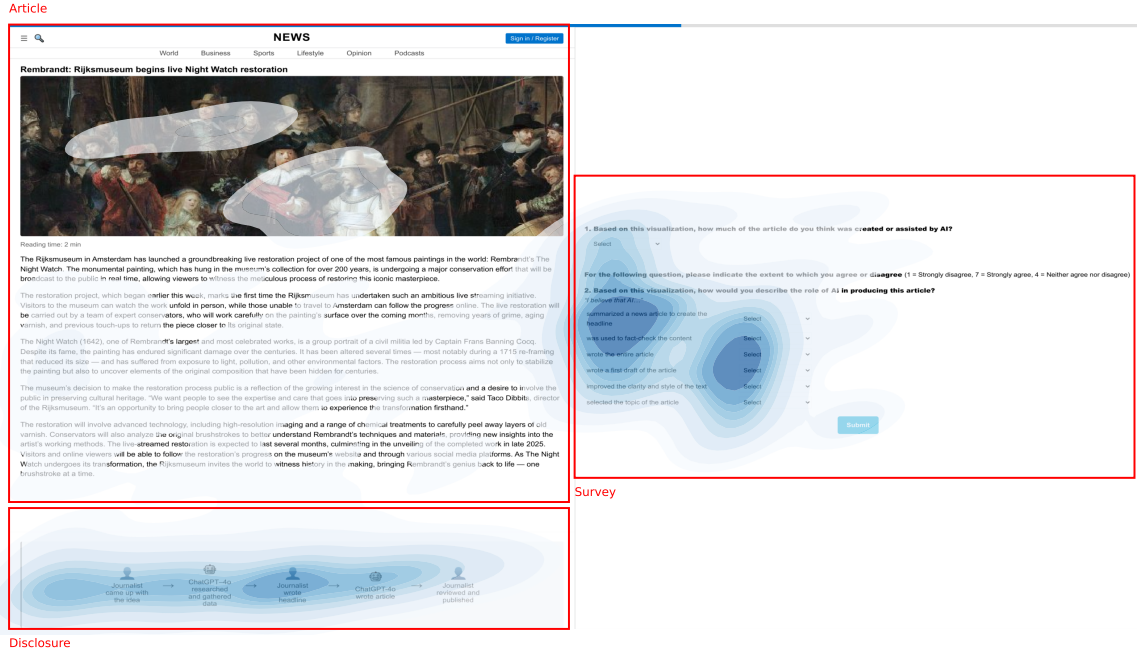 Article
NEWS
Sign in / Register
World Business Sports Lifestyle Opinion Podcasts
Rembrandt: Rijksmuseum begins live Night Watch restoration
Reading time: 2 min
The Rijksmuseum in Amsterdam has launched a groundbreaking live restoration project of one of the most famous paintings in the world: Rembrandt's The
Night Watch. The monumental painting, which has hung in the museum's collection for over 200 years, is undergoing a major conservation effort that will be
broadcast to the public in real time, allowing viewers to witness the meticulous process of restoring this iconic masterpiece.
The restoration project, which began earlier this week, marks the first time the Rijksmuseum has undertaken such an ambitious live streaming initiative.
Visitors to the museum can watch the work unfold in person, while those unable to travel to Amsterdam can follow the progress online. The live restoration will
be carried out by a team of expert conservators, who will work carefully on the painting's surface over the coming months, removing years of grime, aging
varnish, and previous touch-ups to return the piece closer to its original state.
The Night Watch (1642), one of Rembrandt's largest and most celebrated works, is a group portrait of a civil militia led by Captain Frans Banning Cocq.
Despite its fame, the painting has endured significant damage over the centuries. It has been altered several times — most notably during a 1715 re-framing
that reduced its size — and has suffered from exposure to light, pollution, and other environmental factors. The restoration process aims not only to stabilize
the painting but also to uncover elements of the original composition that have been hidden for centuries.
The museum's decision to make the restoration process public is a reflection of the growing interest in the science of conservation and a desire to involve the
public in preserving cultural heritage. "We want people to see the expertise and care that goes into preserving such a masterpiece," said Taco Dibbits, director
of the Rijksmuseum. "It's an opportunity to bring people closer to the art and allow them to experience the transformation firsthand."
The restoration will involve advanced technology, including high-resolution imaging and a range of chemical treatments to carefully peel away layers of old
varnish. Conservators will also analyze the original brushstrokes to better understand Rembrandt's techniques and materials, providing new insights into the
artist's working methods. The live-streamed restoration is expected to last several months, culminating in the unveiling of the completed work in late 2025.
Visitors and online viewers will be able to follow the restoration's progress on the museum's website and through various social media platforms. As The Night
Watch undergoes its transformation, the Rijksmuseum invites the world to witness history in the making, bringing Rembrandt's genius back to life — one
brushstroke at a time.
Journalist
came up with
the idea
→
ChatGPT-4o
researched
and gathered
data
→
Journalist
wrote
headline
→
ChatGPT-4o
wrote article
→
Journalist
reviewed and
published
Disclosure
1. Based on this visualization, how much of the article do you think was created or assisted by AI?
Select
For the following question, please indicate the extent to which you agree or disagree (1 = Strongly disagree, 7 = Strongly agree, 4 = Neither agree nor disagree)
2. Based on this visualization, how would you describe the role of AI in producing this article?
"I believe that AI...
summarized a news article to create the
headline
Select
was used to fact-check the content
Select
wrote the entire article
Select
wrote a first draft of the article
Select
improved the clarity and style of the text
Select
selected the topic of the article
Select
Submit
Survey